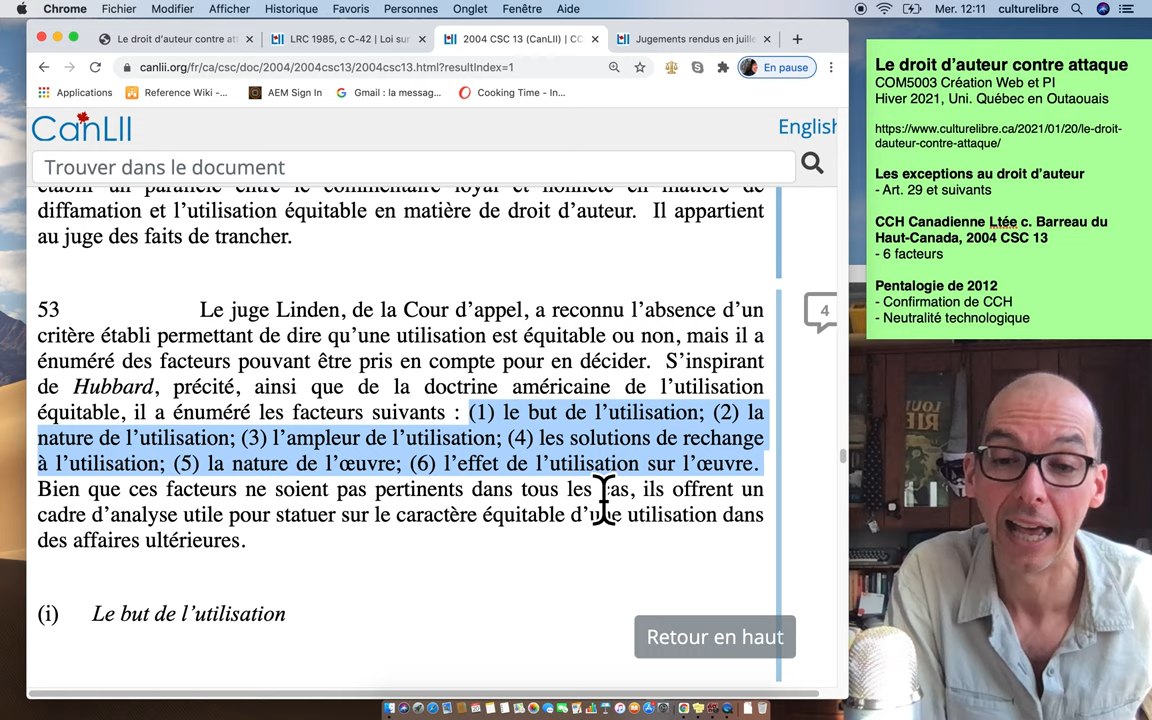 Chrome Fichier Modifier Afficher Historique Favoris Personnes Onglet Fenêtre Aide
Mer. 12:11 culturelibre
Le droit d'auteur contre att
LRC 1985, c C-42 | Loi sur
2004 CSC 13 (CanLII) | CC
Jugements rendus en juille
canlii.org/fr/ca/csc/doc/2004/2004csc13/2004csc13.html?resultIndex=1
En pause
Applications
Reference Wiki -...
AEM Sign In
Gmail : la messag...
Cooking Time - In...
CanLII
English
Trouver dans le document
établir un parallèle entre le commentaire loyal et honnête en matière de
diffamation et l'utilisation équitable en matière de droit d'auteur. Il appartient
au juge des faits de trancher.
53 Le juge Linden, de la Cour d'appel, a reconnu l'absence d'un
critère établi permettant de dire qu'une utilisation est équitable ou non, mais il a
énuméré des facteurs pouvant être pris en compte pour en décider. S'inspirant
de Hubbard, précité, ainsi que de la doctrine américaine de l'utilisation
équitable, il a énuméré les facteurs suivants : (1) le but de l'utilisation; (2) la
nature de l'utilisation; (3) l'ampleur de l'utilisation; (4) les solutions de rechange
à l'utilisation; (5) la nature de l'œuvre; (6) l'effet de l'utilisation sur l'œuvre.
Bien que ces facteurs ne soient pas pertinents dans tous les cas, ils offrent un
cadre d'analyse utile pour statuer sur le caractère équitable d'une utilisation dans
des affaires ultérieures.
4
(i) Le but de l'utilisation
Retour en haut
Le droit d'auteur contre attaque
COM5003 Création Web et PI
Hiver 2021, Uni. Québec en Outaouais
https://www.culturelibre.ca/2021/01/20/le-droit-
dauteur-contre-attaque/
Les exceptions au droit d'auteur
- Art. 29 et suivants
CCH Canadienne Ltée c. Barreau du
Haut-Canada, 2004 CSC 13
- 6 facteurs
Pentalogie de 2012
- Confirmation de CCH
- Neutralité technologique